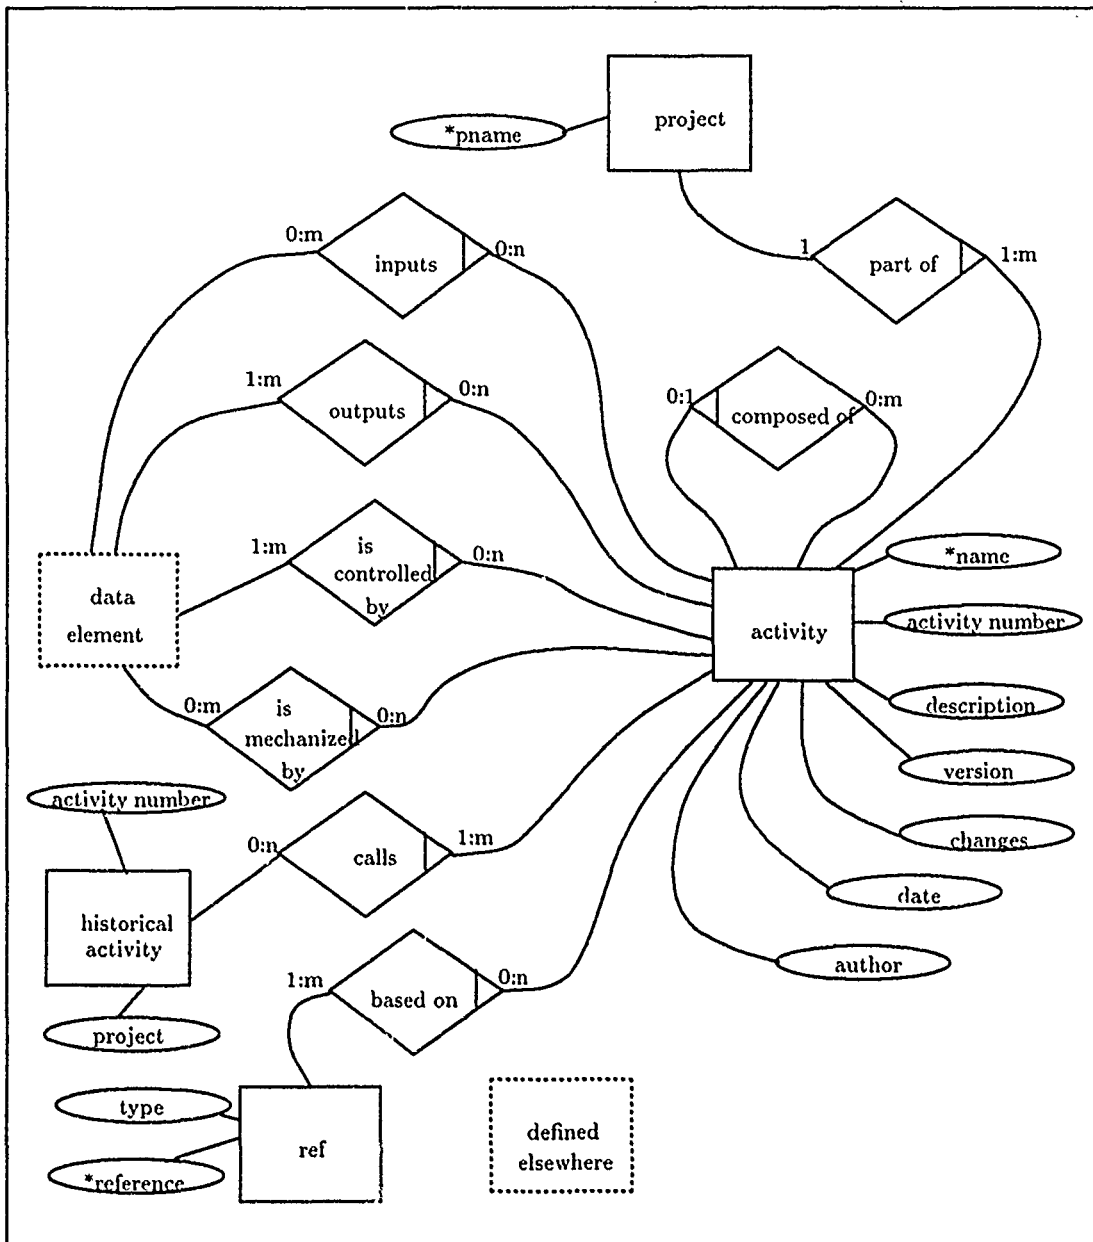 project
*pname
0:m
inputs
0:n
1
part of
1:m
1:m
outputs
0:n
0:1
composed of
0:m
1:m
is
controlled
by
0:n
data
element
activity
*name
activity number
description
version
changes
date
author
0:m
is
mechanized
by
0:n
activity number
0:n
calls
1:m
historical
activity
project
1:m
based on
0:n
type
*reference
ref
defined
elsewhere